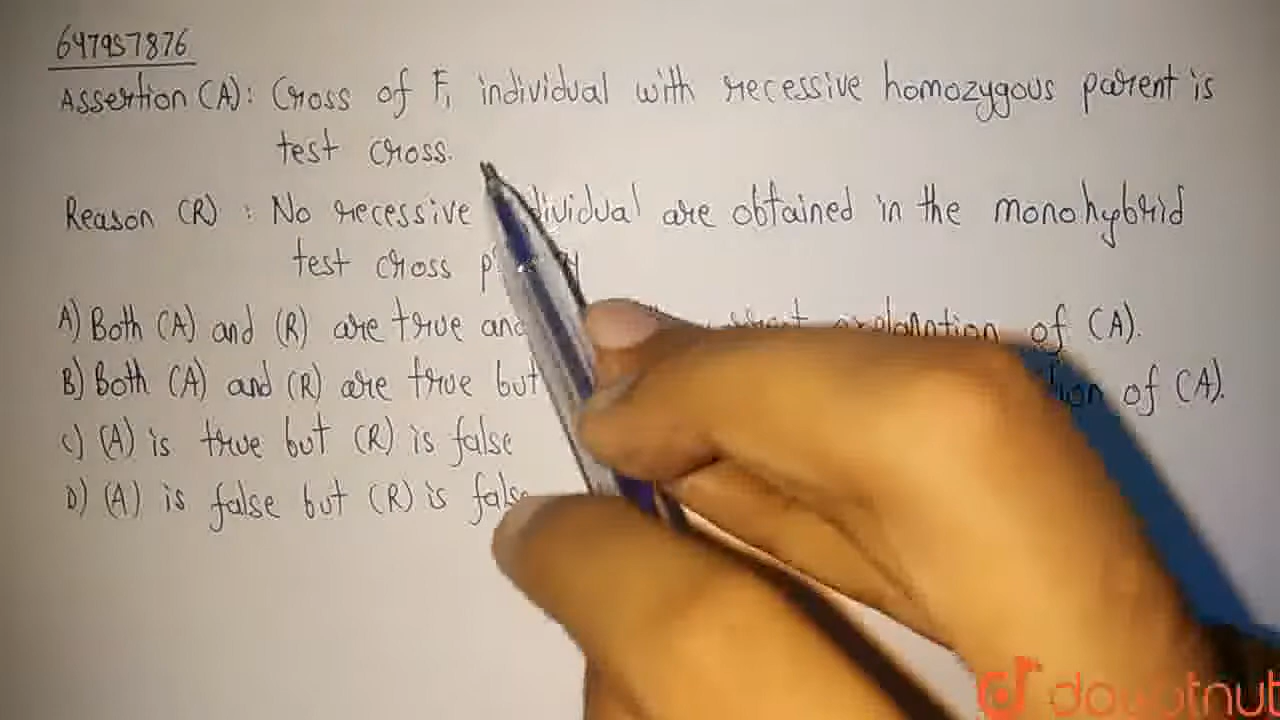 647957876
Assertion (A): Cross of F1 individual with recessive homozygous parent is
test cross.
Reason (R) : No recessive individual are obtained in the monohybrid
test cross
A) Both (A) and (R) are true and explanation of (A).
B) Both (A) and (R) are true but of (A).
C) (A) is true but (R) is false
D) (A) is false but (R) is false
doubtnut